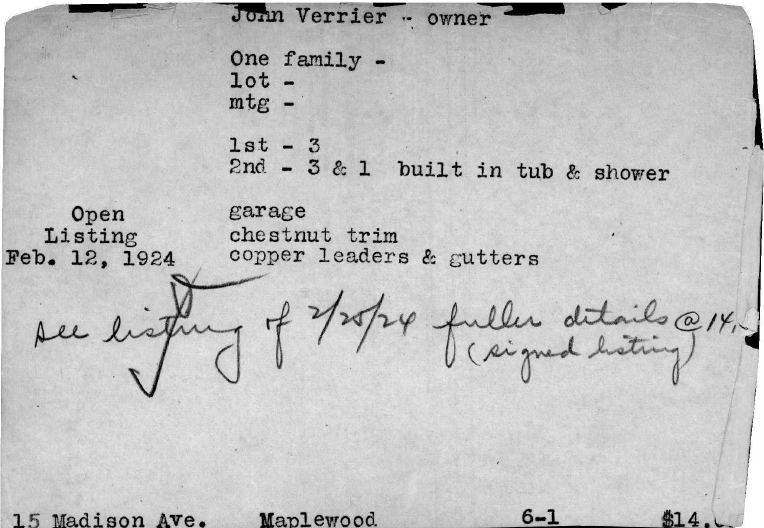 John Verrier - owner
One family -
lot -
mtg -
1st - 3
2nd - 3 & 1 built in tub & shower
Open garage
Listing chestnut trim
Feb. 12, 1924 copper leaders & gutters
see listing of 2/25/24 fuller details @ 14,
(signed listing)
15 Madison Ave. Maplewood 6-1 $14